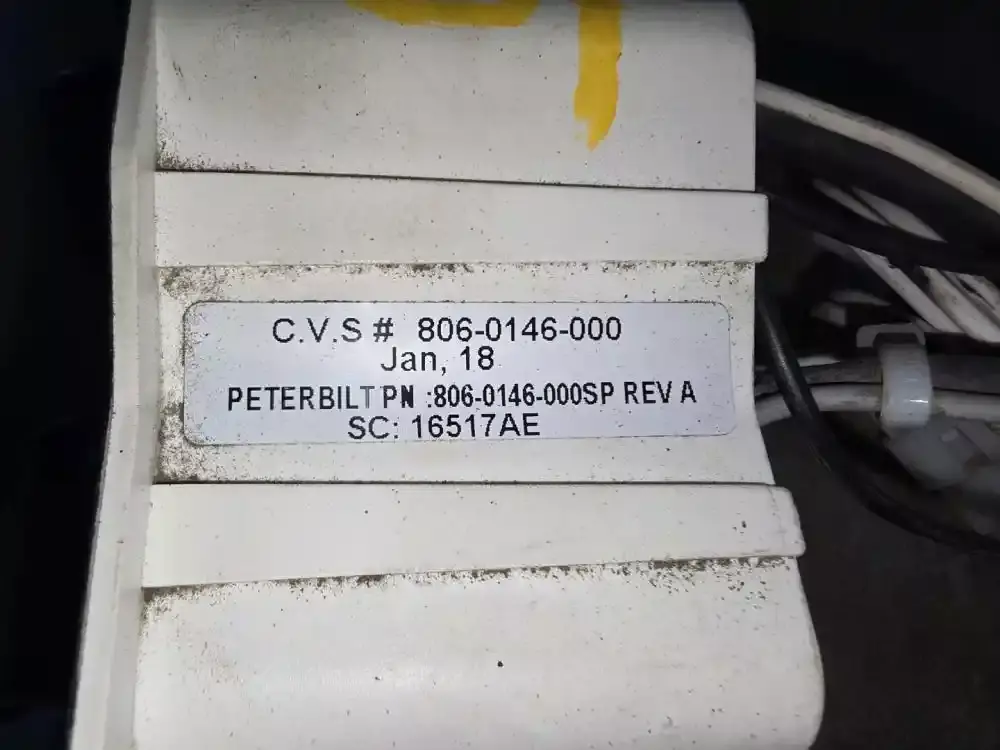 C.V.S # 806-0146-000
Jan, 18
PETERBILT PN :806-0146-000SP REV A
SC: 16517AE